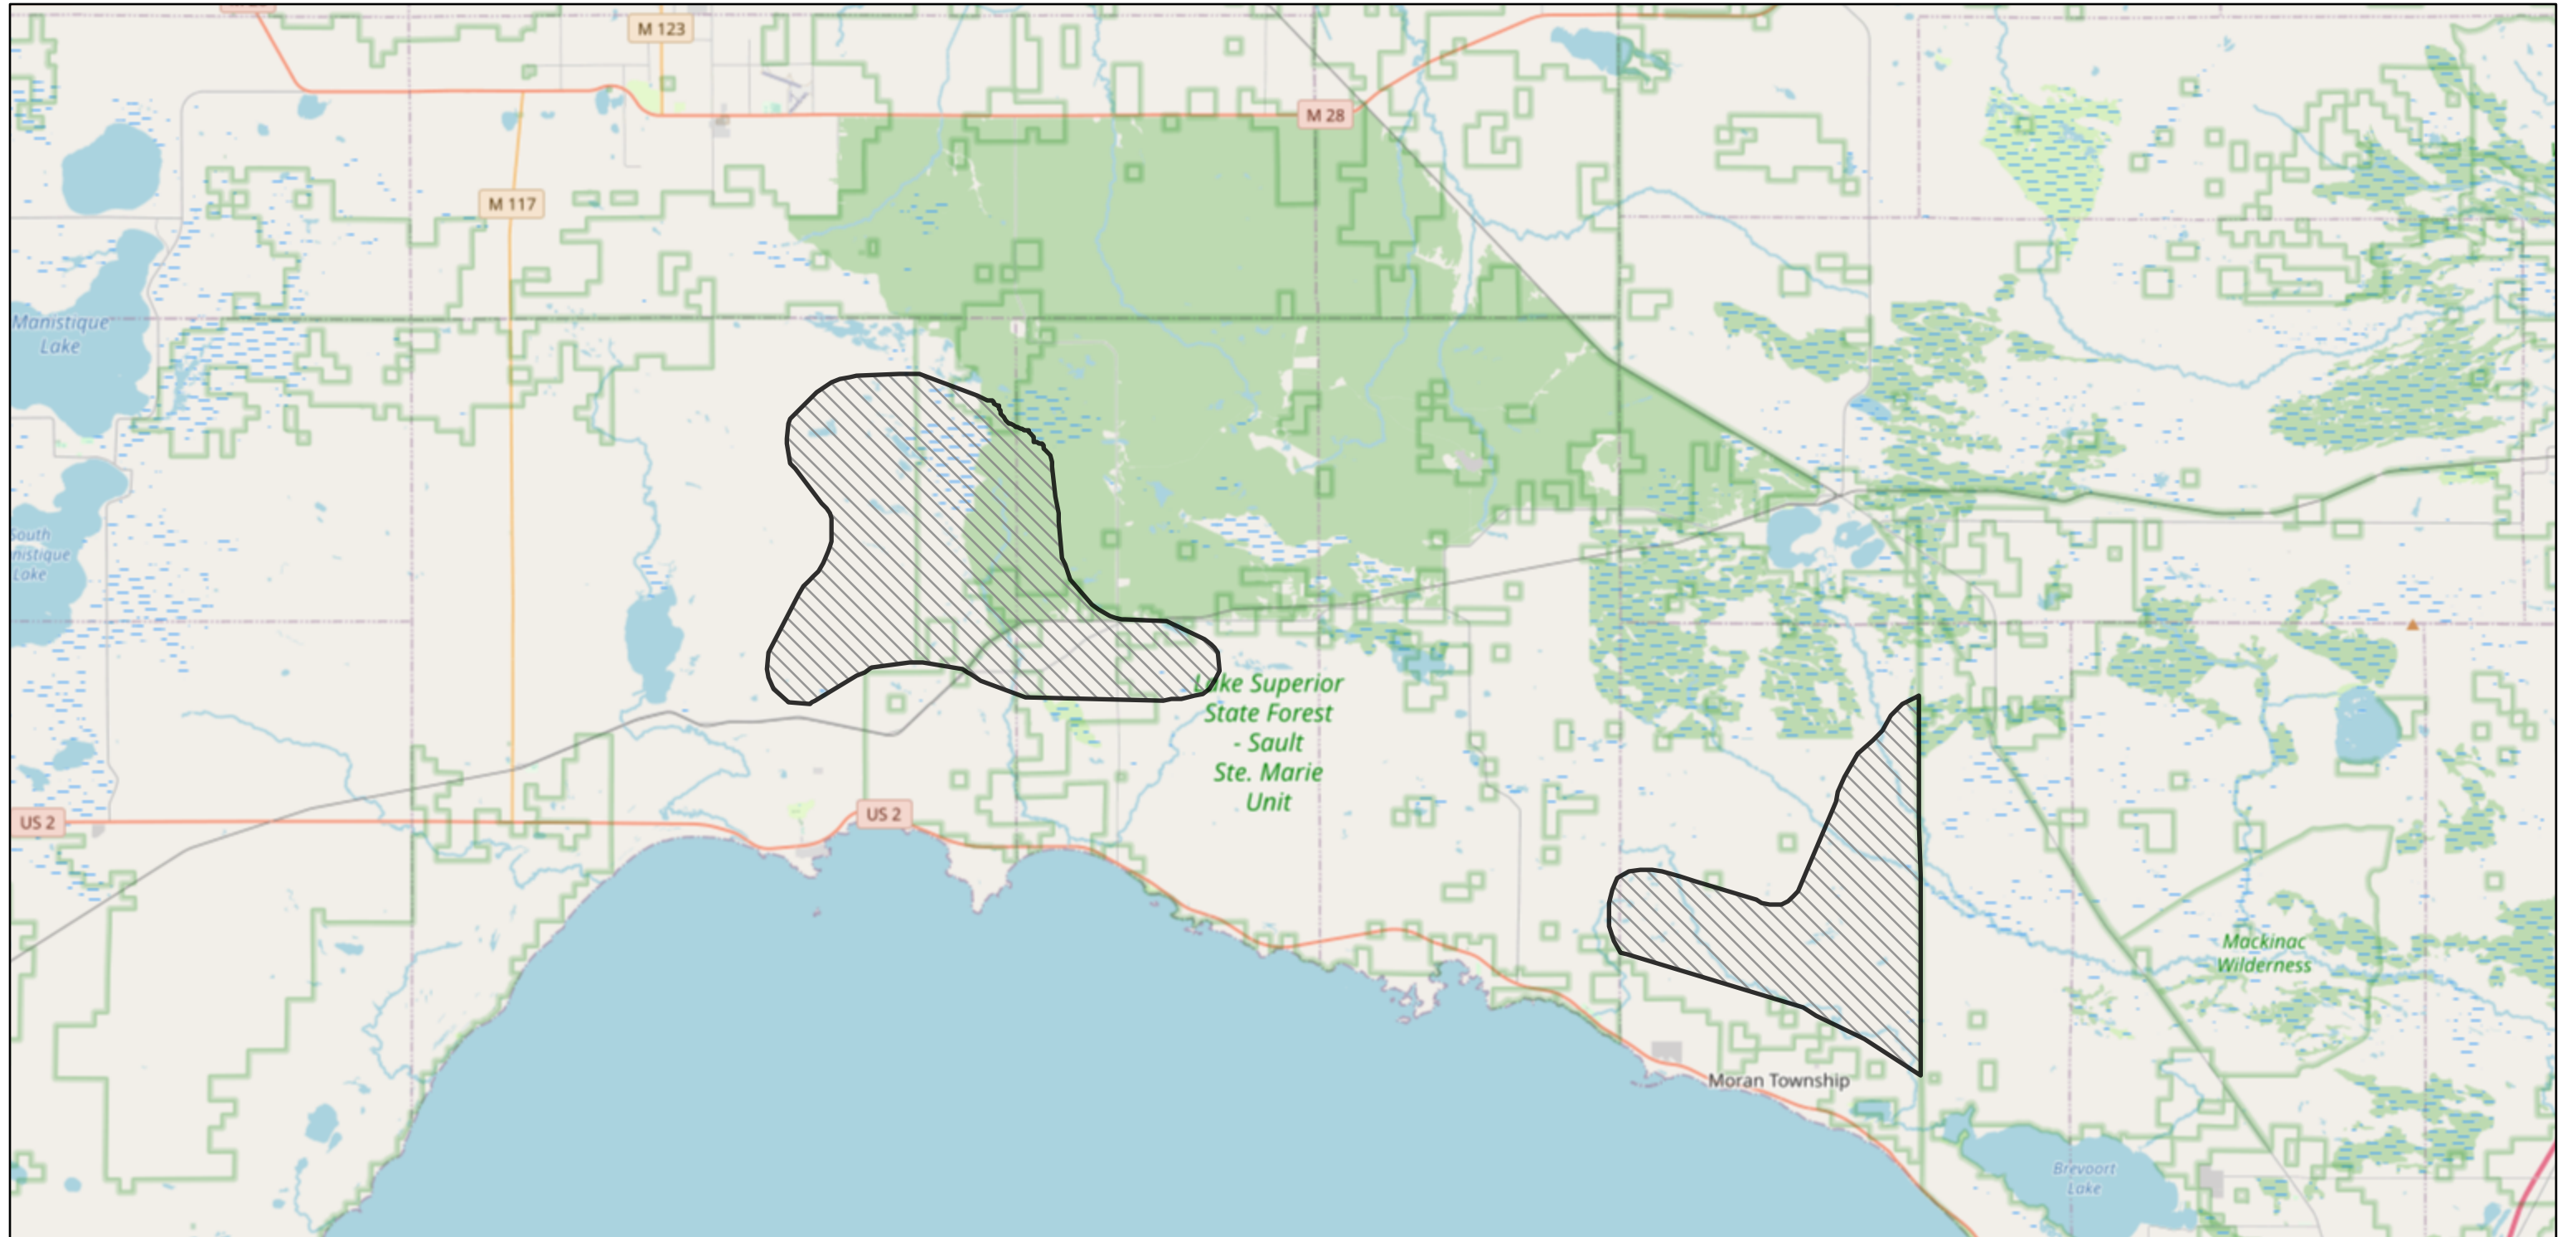 M 123
M 28
M 117
Manistique
Lake
South
nistique
Lake
Lake Superior
State Forest
- Sault
Ste. Marie
Unit
US 2
US 2
Mackinac
Wilderness
Moran Township
Brevoort
Lake